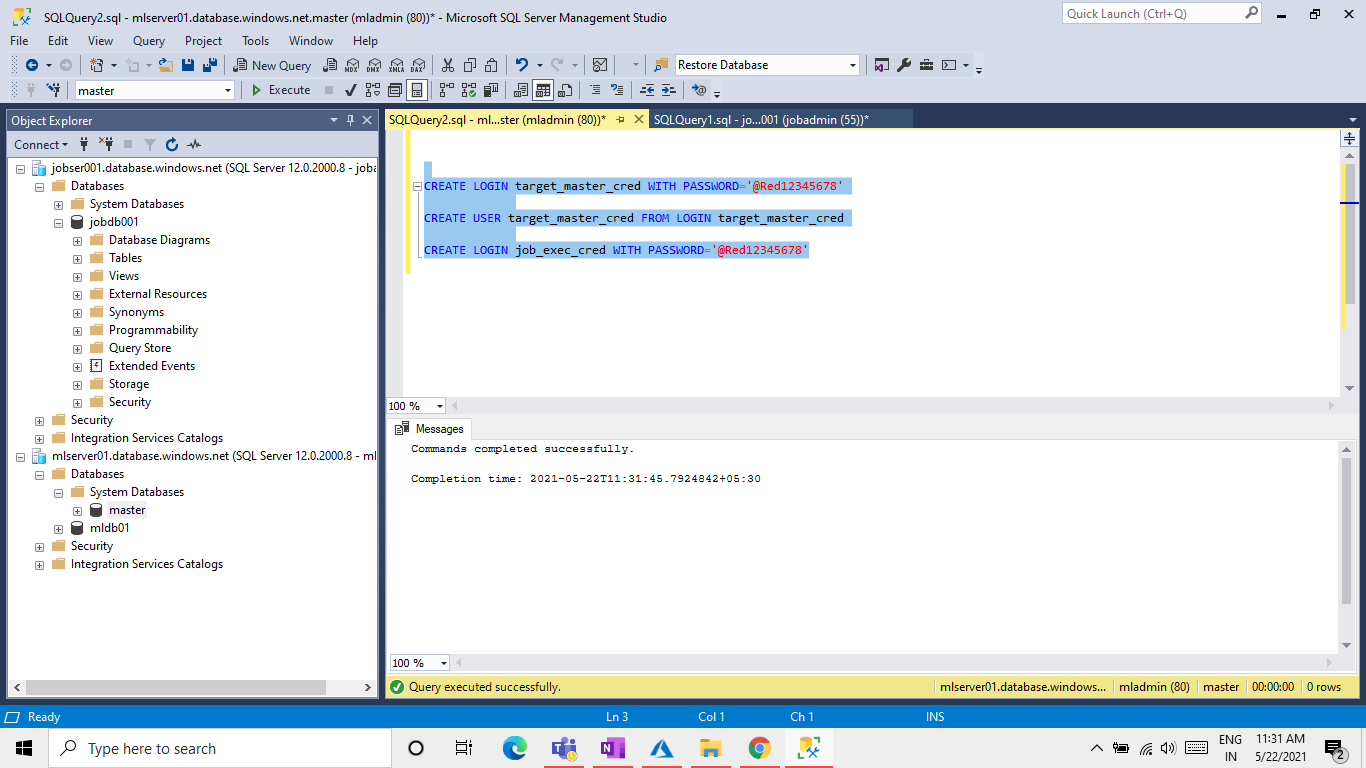 SQLQuery2.sql - mlserver01.database.windows.net.master (mladmin (80))* - Microsoft SQL Server Management Studio
Quick Launch (Ctrl+Q)
File Edit View Query Project Tools Window Help
New Query
MDX DMX XMLA DAX
Restore Database
master
Execute
Object Explorer
SQLQuery2.sql - ml...ster (mladmin (80))*
SQLQuery1.sql - jo...001 (jobadmin (55))*
Connect
jobser001.database.windows.net (SQL Server 12.0.2000.8 - joba
Databases
System Databases
jobdb001
Database Diagrams
Tables
Views
External Resources
Synonyms
Programmability
Query Store
Extended Events
Storage
Security
Security
Integration Services Catalogs
mlserver01.database.windows.net (SQL Server 12.0.2000.8 - ml
Databases
System Databases
master
mldb01
Security
Integration Services Catalogs
CREATE LOGIN target_master_cred WITH PASSWORD='@Red12345678'
CREATE USER target_master_cred FROM LOGIN target_master_cred
CREATE LOGIN job_exec_cred WITH PASSWORD='@Red12345678'
100 %
Messages
Commands completed successfully.
Completion time: 2021-05-22T11:31:45.7924842+05:30
100 %
Query executed successfully.
mlserver01.database.windows... mladmin (80) master 00:00:00 0 rows
Ready
Ln 3 Col 1 Ch 1 INS
Type here to search
ENG
IN
11:31 AM
5/22/2021
2